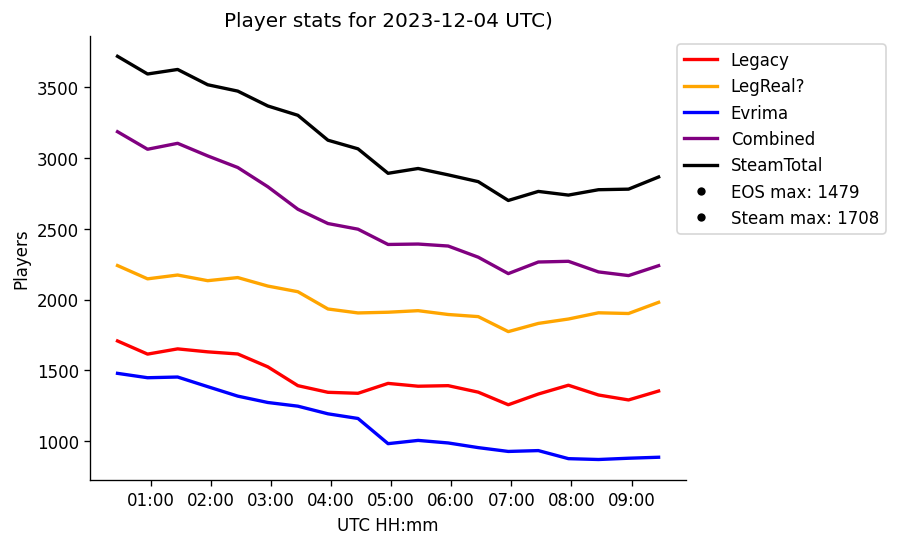 Player stats for 2023-12-04 UTC)
Legacy
LegReal?
Evrima
Combined
SteamTotal
EOS max: 1479
Steam max: 1708
Players
3500
3000
2500
2000
1500
1000
01:00 02:00 03:00 04:00 05:00 06:00 07:00 08:00 09:00
UTC HH:mm